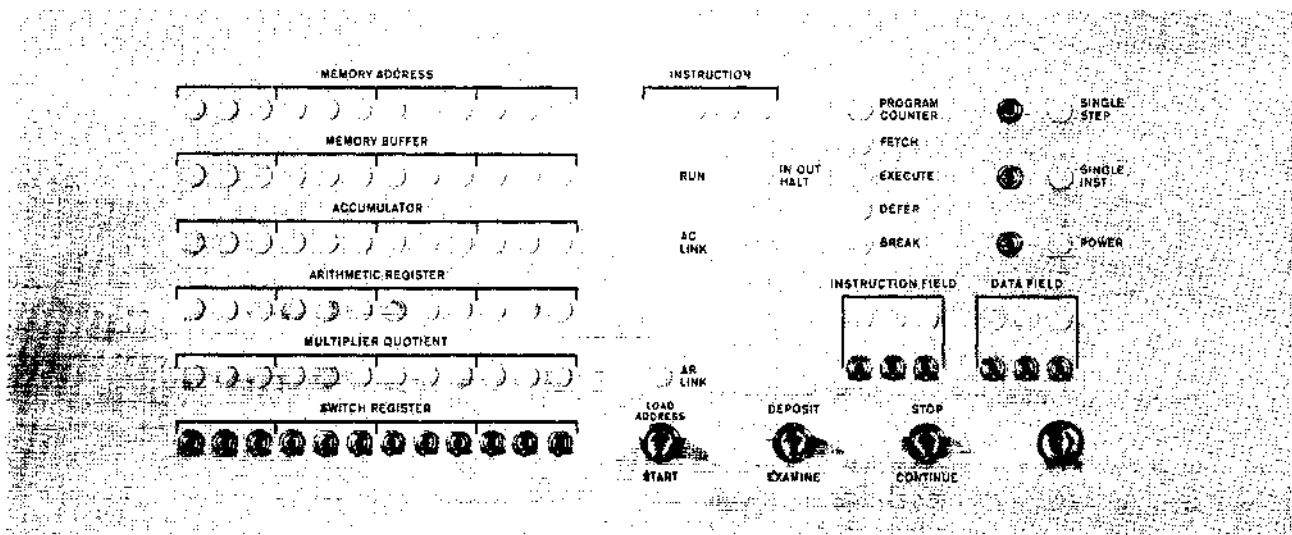 MEMORY ADDRESS
INSTRUCTION
PROGRAM
COUNTER
SINGLE
STEP
FETCH
MEMORY BUFFER
RUN
IN OUT
HALT
EXECUTE
SINGLE
INST
ACCUMULATOR
DEFER
AC
LINK
BREAK
POWER
ARITHMETIC REGISTER
INSTRUCTION FIELD
DATA FIELD
MULTIPLIER QUOTIENT
AR
LINK
SWITCH REGISTER
LOAD
ADDRESS
DEPOSIT
STOP
START
EXAMINE
CONTINUE